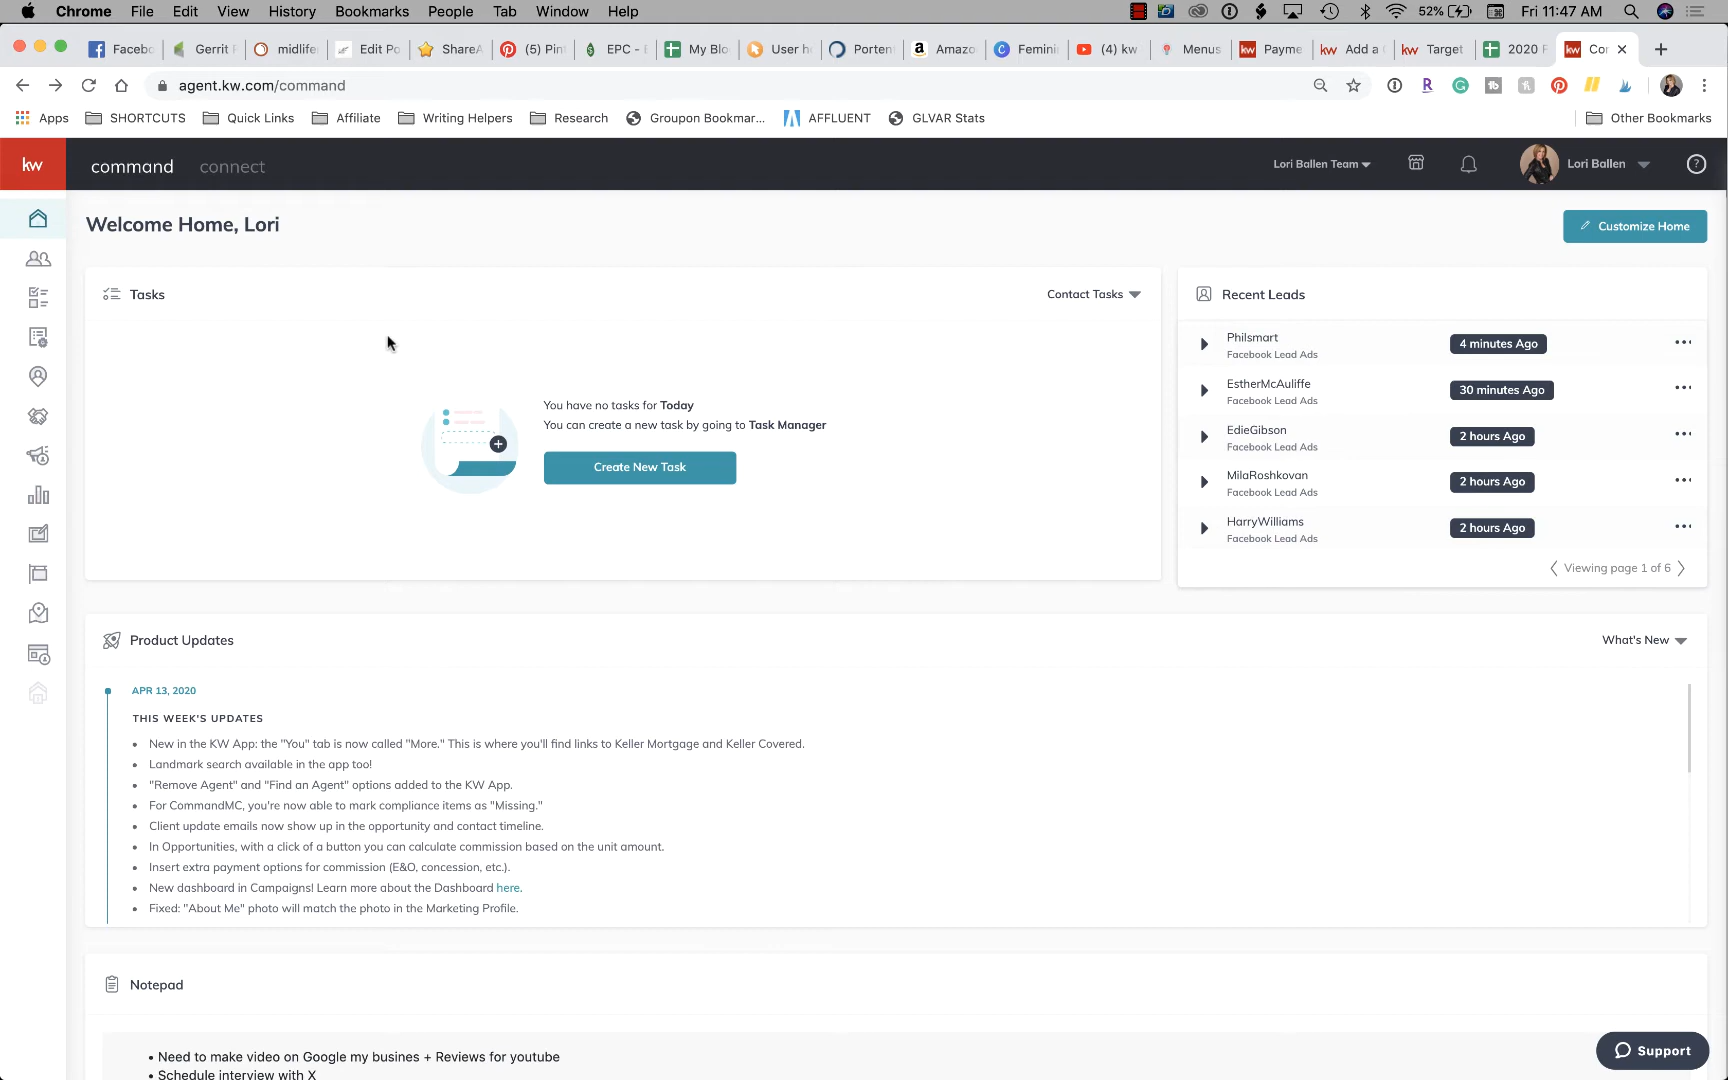 Chrome File Edit View History Bookmarks People Tab Window Help 52% Fri 11:47 AM
Facebo Gerrit midlife Edit Po ShareA (5) Pin EPC - My Blo User h Porten Amazo Feminin (4) kw Menus Payme Add a Target 2020 Co
agent.kw.com/command
Apps SHORTCUTS Quick Links Affiliate Writing Helpers Research Groupon Bookmar... AFFLUENT GLVAR Stats Other Bookmarks
kw command connect Lori Ballen Team Lori Ballen
Welcome Home, Lori
Customize Home
Tasks
Contact Tasks
You have no tasks for Today
You can create a new task by going to Task Manager
Create New Task
Recent Leads
Philsmart
Facebook Lead Ads
4 minutes Ago
EstherMcAuliffe
Facebook Lead Ads
30 minutes Ago
EdieGibson
Facebook Lead Ads
2 hours Ago
MilaRoshkovan
Facebook Lead Ads
2 hours Ago
HarryWilliams
Facebook Lead Ads
2 hours Ago
Viewing page 1 of 6
Product Updates
What's New
APR 13, 2020
THIS WEEK'S UPDATES
• New in the KW App: the "You" tab is now called "More." This is where you'll find links to Keller Mortgage and Keller Covered.
• Landmark search available in the app too!
• "Remove Agent" and "Find an Agent" options added to the KW App.
• For CommandMC, you're now able to mark compliance items as "Missing."
• Client update emails now show up in the opportunity and contact timeline.
• In Opportunities, with a click of a button you can calculate commission based on the unit amount.
• Insert extra payment options for commission (E&O, concession, etc.).
• New dashboard in Campaigns! Learn more about the Dashboard here.
• Fixed: "About Me" photo will match the photo in the Marketing Profile.
Notepad
• Need to make video on Google my busines + Reviews for youtube
• Schedule interview with X
Support